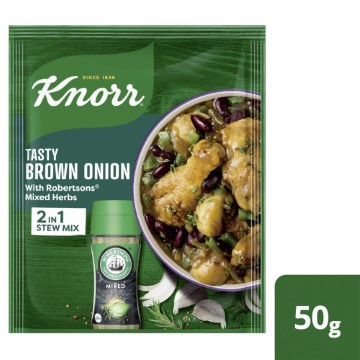 SINCE 1838
Knorr
TASTY
BROWN ONION
With Robertsons®
Mixed Herbs
2 IN 1
STEW MIX
MIXED
50g